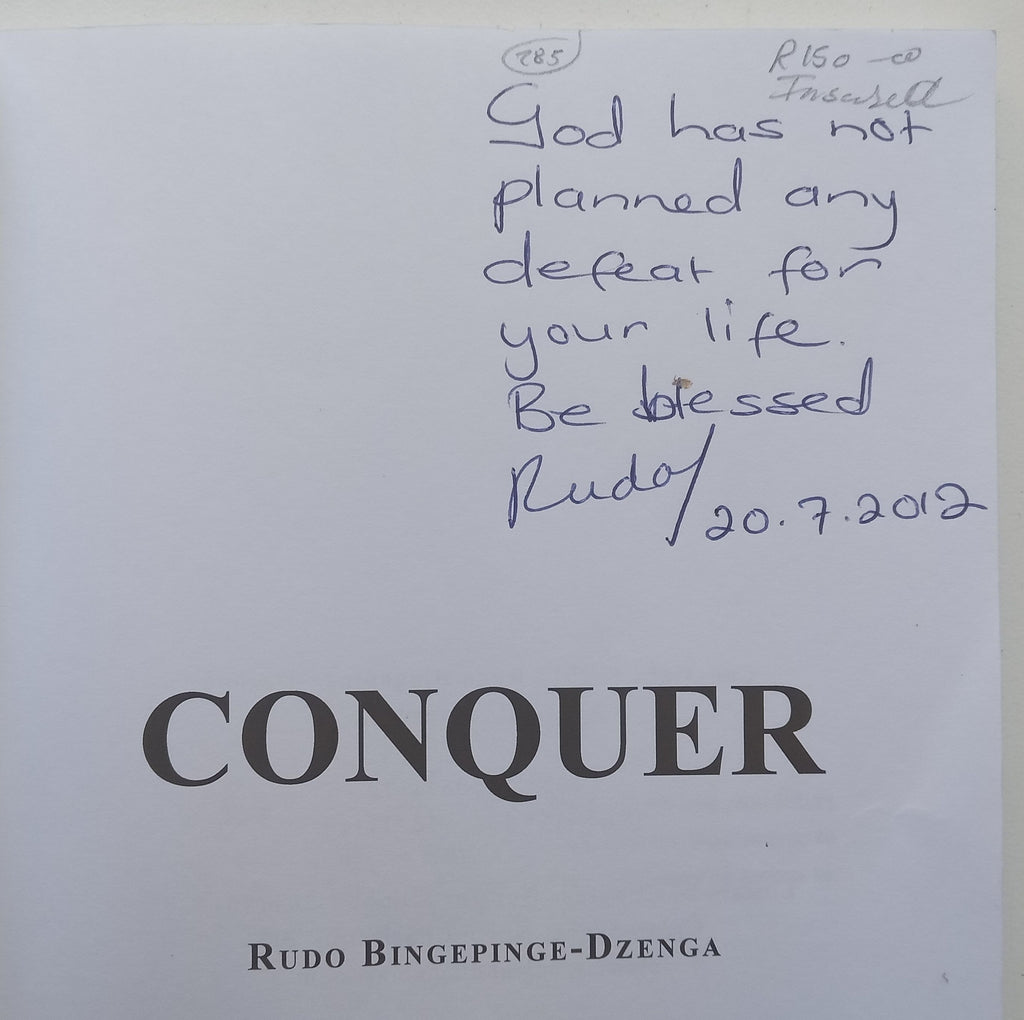 285
R150-00
Inscribed
God has not
planned any
defeat for
your life.
Be blessed
Rudo/ 20.7.2012
CONQUER
RUDO BINGEPINGE-DZENGA